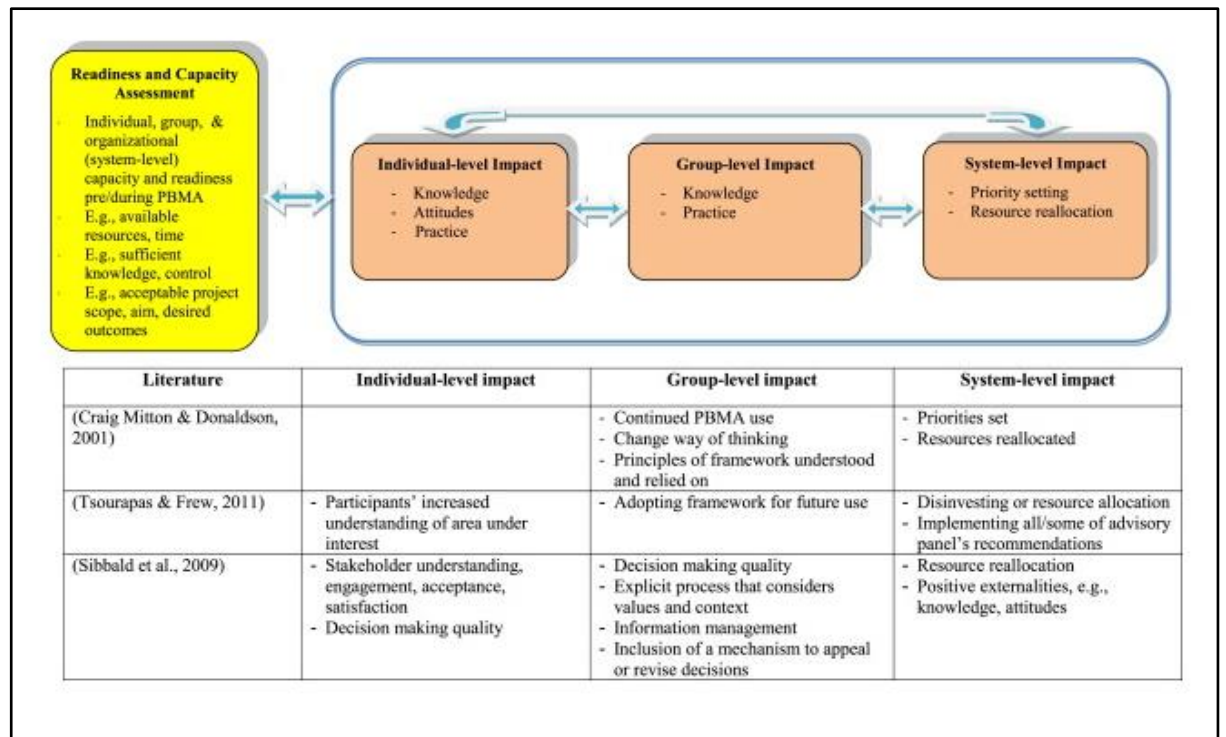 Readiness and Capacity
Assessment
Individual, group, &
organizational
(system-level)
capacity and readiness
pre/during PBMA
E.g., available
resources, time
E.g., sufficient
knowledge, control
E.g., acceptable project
scope, aim, desired
outcomes
Individual-level Impact
- Knowledge
- Attitudes
- Practice
Group-level Impact
- Knowledge
- Practice
System-level Impact
- Priority setting
- Resource reallocation
Literature
Individual-level impact
Group-level impact
System-level impact
(Craig Mitton & Donaldson,
2001)
- Continued PBMA use
- Change way of thinking
- Principles of framework understood
and relied on
- Priorities set
- Resources reallocated
(Tsourapas & Frew, 2011)
- Participants' increased
understanding of area under
interest
- Adopting framework for future use
- Disinvesting or resource allocation
- Implementing all/some of advisory
panel's recommendations
(Sibbald et al., 2009)
- Stakeholder understanding,
engagement, acceptance,
satisfaction
- Decision making quality
- Decision making quality
- Explicit process that considers
values and context
- Information management
- Inclusion of a mechanism to appeal
or revise decisions
- Resource reallocation
- Positive externalities, e.g.,
knowledge, attitudes